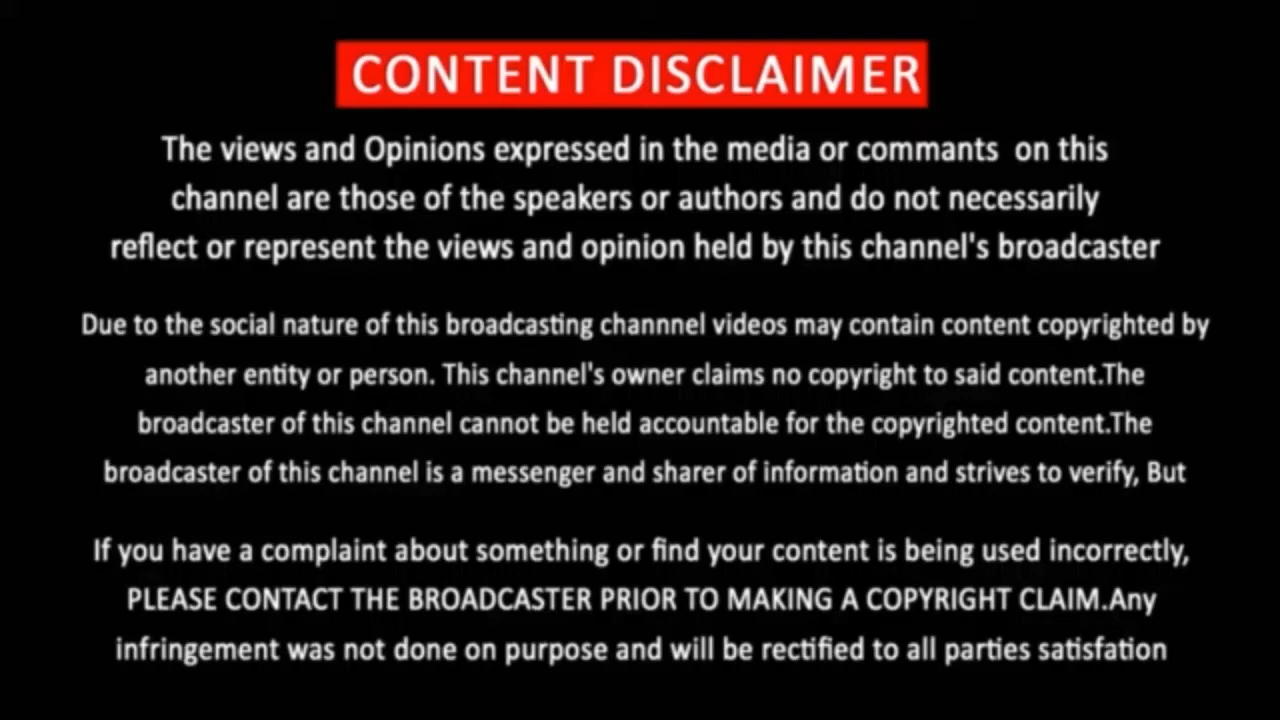 CONTENT DISCLAIMER
The views and Opinions expressed in the media or commants on this
channel are those of the speakers or authors and do not necessarily
reflect or represent the views and opinion held by this channel's broadcaster
Due to the social nature of this broadcasting channnel videos may contain content copyrighted by
another entity or person. This channel's owner claims no copyright to said content.The
broadcaster of this channel cannot be held accountable for the copyrighted content.The
broadcaster of this channel is a messenger and sharer of information and strives to verify, But
If you have a complaint about something or find your content is being used incorrectly,
PLEASE CONTACT THE BROADCASTER PRIOR TO MAKING A COPYRIGHT CLAIM.Any
infringement was not done on purpose and will be rectified to all parties satisfation